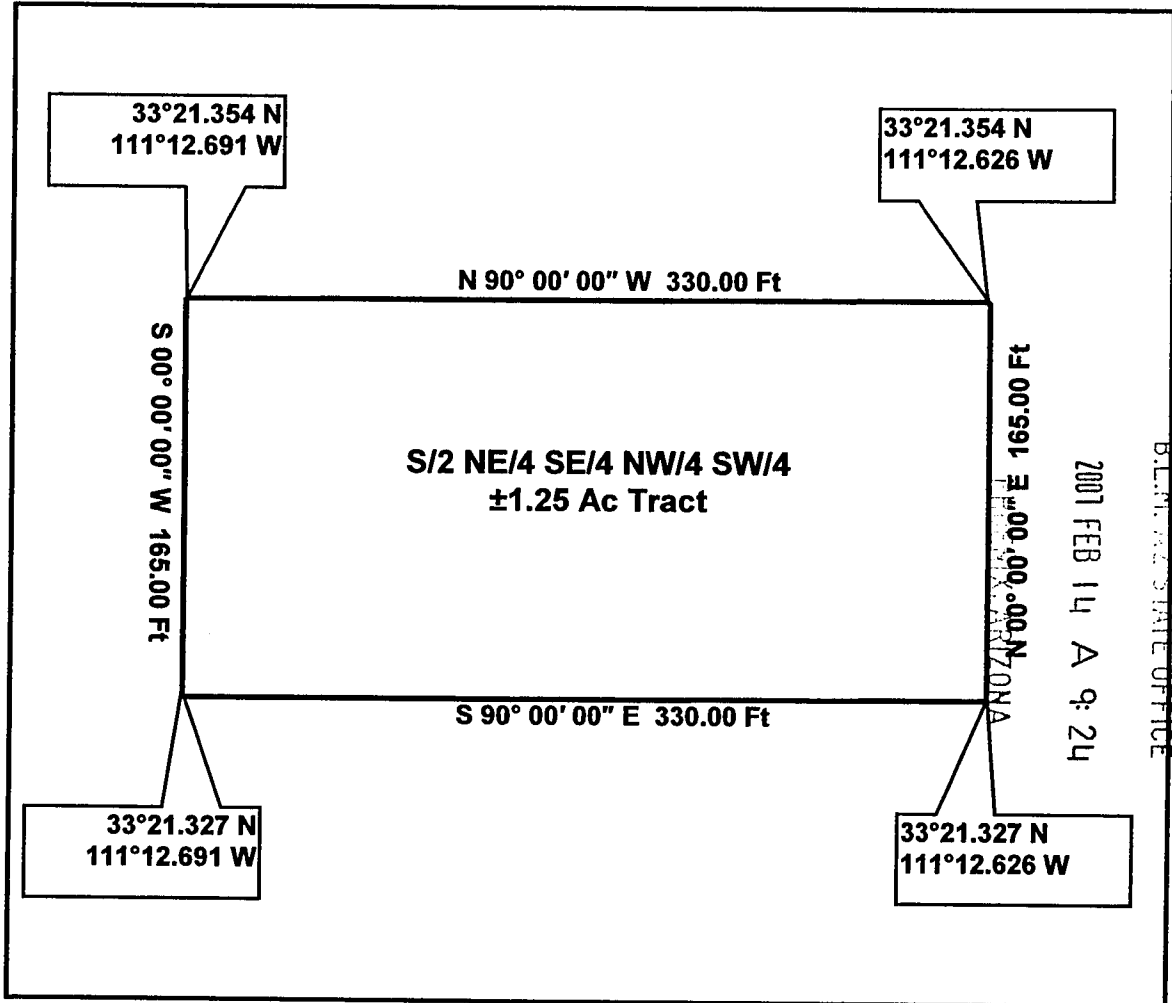 33°21.354 N
111°12.691 W
33°21.354 N
111°12.626 W
N 90° 00' 00" W 330.00 Ft
S 00° 00' 00" W 165.00 Ft
N 00° 00' 00" E 165.00 Ft
S/2 NE/4 SE/4 NW/4 SW/4
±1.25 Ac Tract
S 90° 00' 00" E 330.00 Ft
33°21.327 N
111°12.691 W
33°21.327 N
111°12.626 W
B.L.M. AZ STATE OFFICE
2007 FEB 14 A 9: 24
ARIZONA